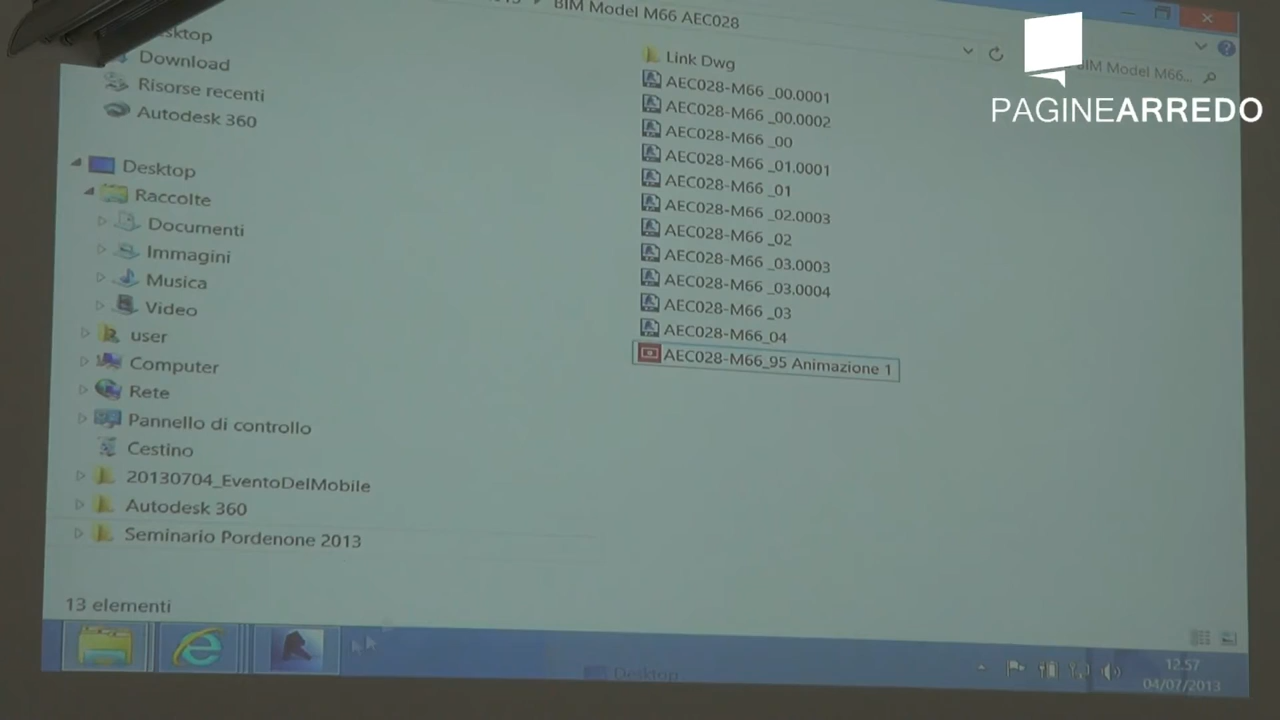 BIM Model M66 AEC028
Download
Risorse recenti
Autodesk 360
Desktop
Raccolte
Documenti
Immagini
Musica
Video
user
Computer
Rete
Pannello di controllo
Cestino
20130704_EventoDelMobile
Autodesk 360
Seminario Pordenone 2013
13 elementi
Link Dwg
AEC028-M66 _00.0001
AEC028-M66 _00.0002
AEC028-M66 _00
AEC028-M66 _01.0001
AEC028-M66 _01
AEC028-M66 _02.0003
AEC028-M66 _02
AEC028-M66 _03.0003
AEC028-M66 _03.0004
AEC028-M66 _03
AEC028-M66_04
AEC028-M66_95 Animazione 1
BIM Model M66...
PAGINEARREDO
Desktop
12.57
04/07/2013